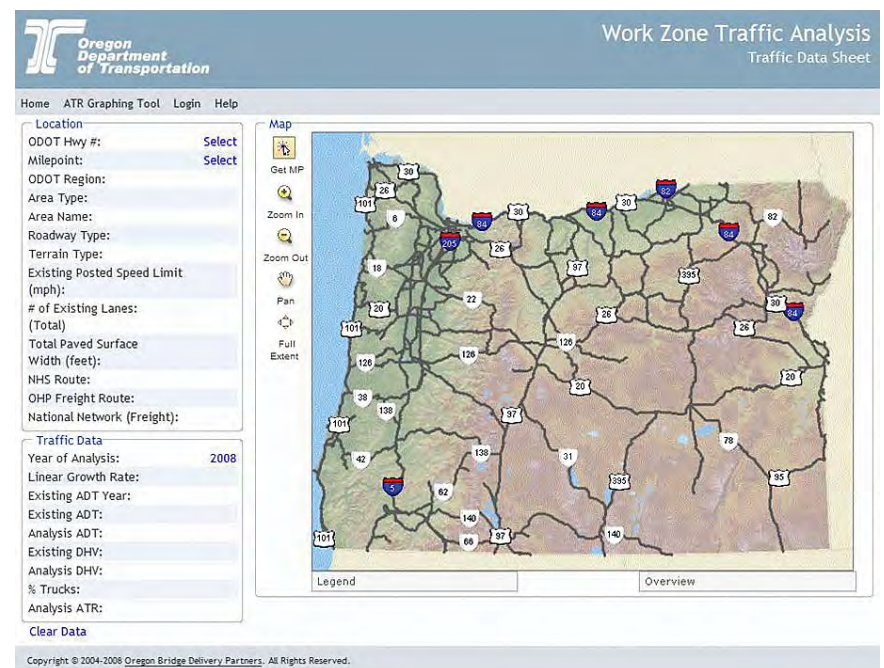 Oregon
Department
of Transportation
Work Zone Traffic Analysis
Traffic Data Sheet
Home ATR Graphing Tool Login Help
Location
ODOT Hwy #: Select
Milepoint: Select
ODOT Region:
Area Type:
Area Name:
Roadway Type:
Terrain Type:
Existing Posted Speed Limit
(mph):
# of Existing Lanes:
(Total)
Total Paved Surface
Width (feet):
NHS Route:
OHP Freight Route:
National Network (Freight):
Traffic Data
Year of Analysis: 2008
Linear Growth Rate:
Existing ADT Year:
Existing ADT:
Analysis ADT:
Existing DHV:
Analysis DHV:
% Trucks:
Analysis ATR:
Clear Data
Map
Get MP
Zoom In
Zoom Out
Pan
Full
Extent
30
26
101
6
205
84
30
26
84
30
82
84
82
18
97
395
20
22
26
30
84
101
126
26
126
126
20
20
38
138
97
101
78
42
138
31
395
95
5
62
140
101
66
97
140
Legend Overview
Copyright © 2004-2008 Oregon Bridge Delivery Partners. All Rights Reserved.